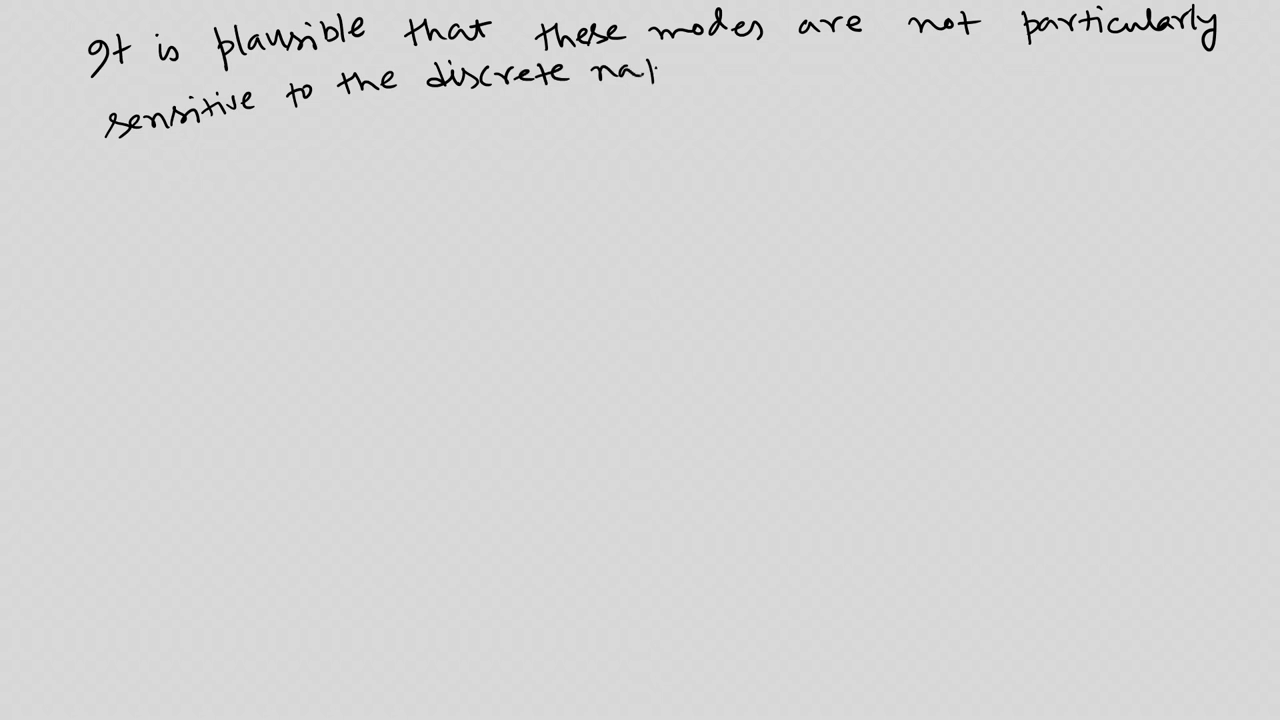 It is plausible that these modes are not particularly
sensitive to the discrete